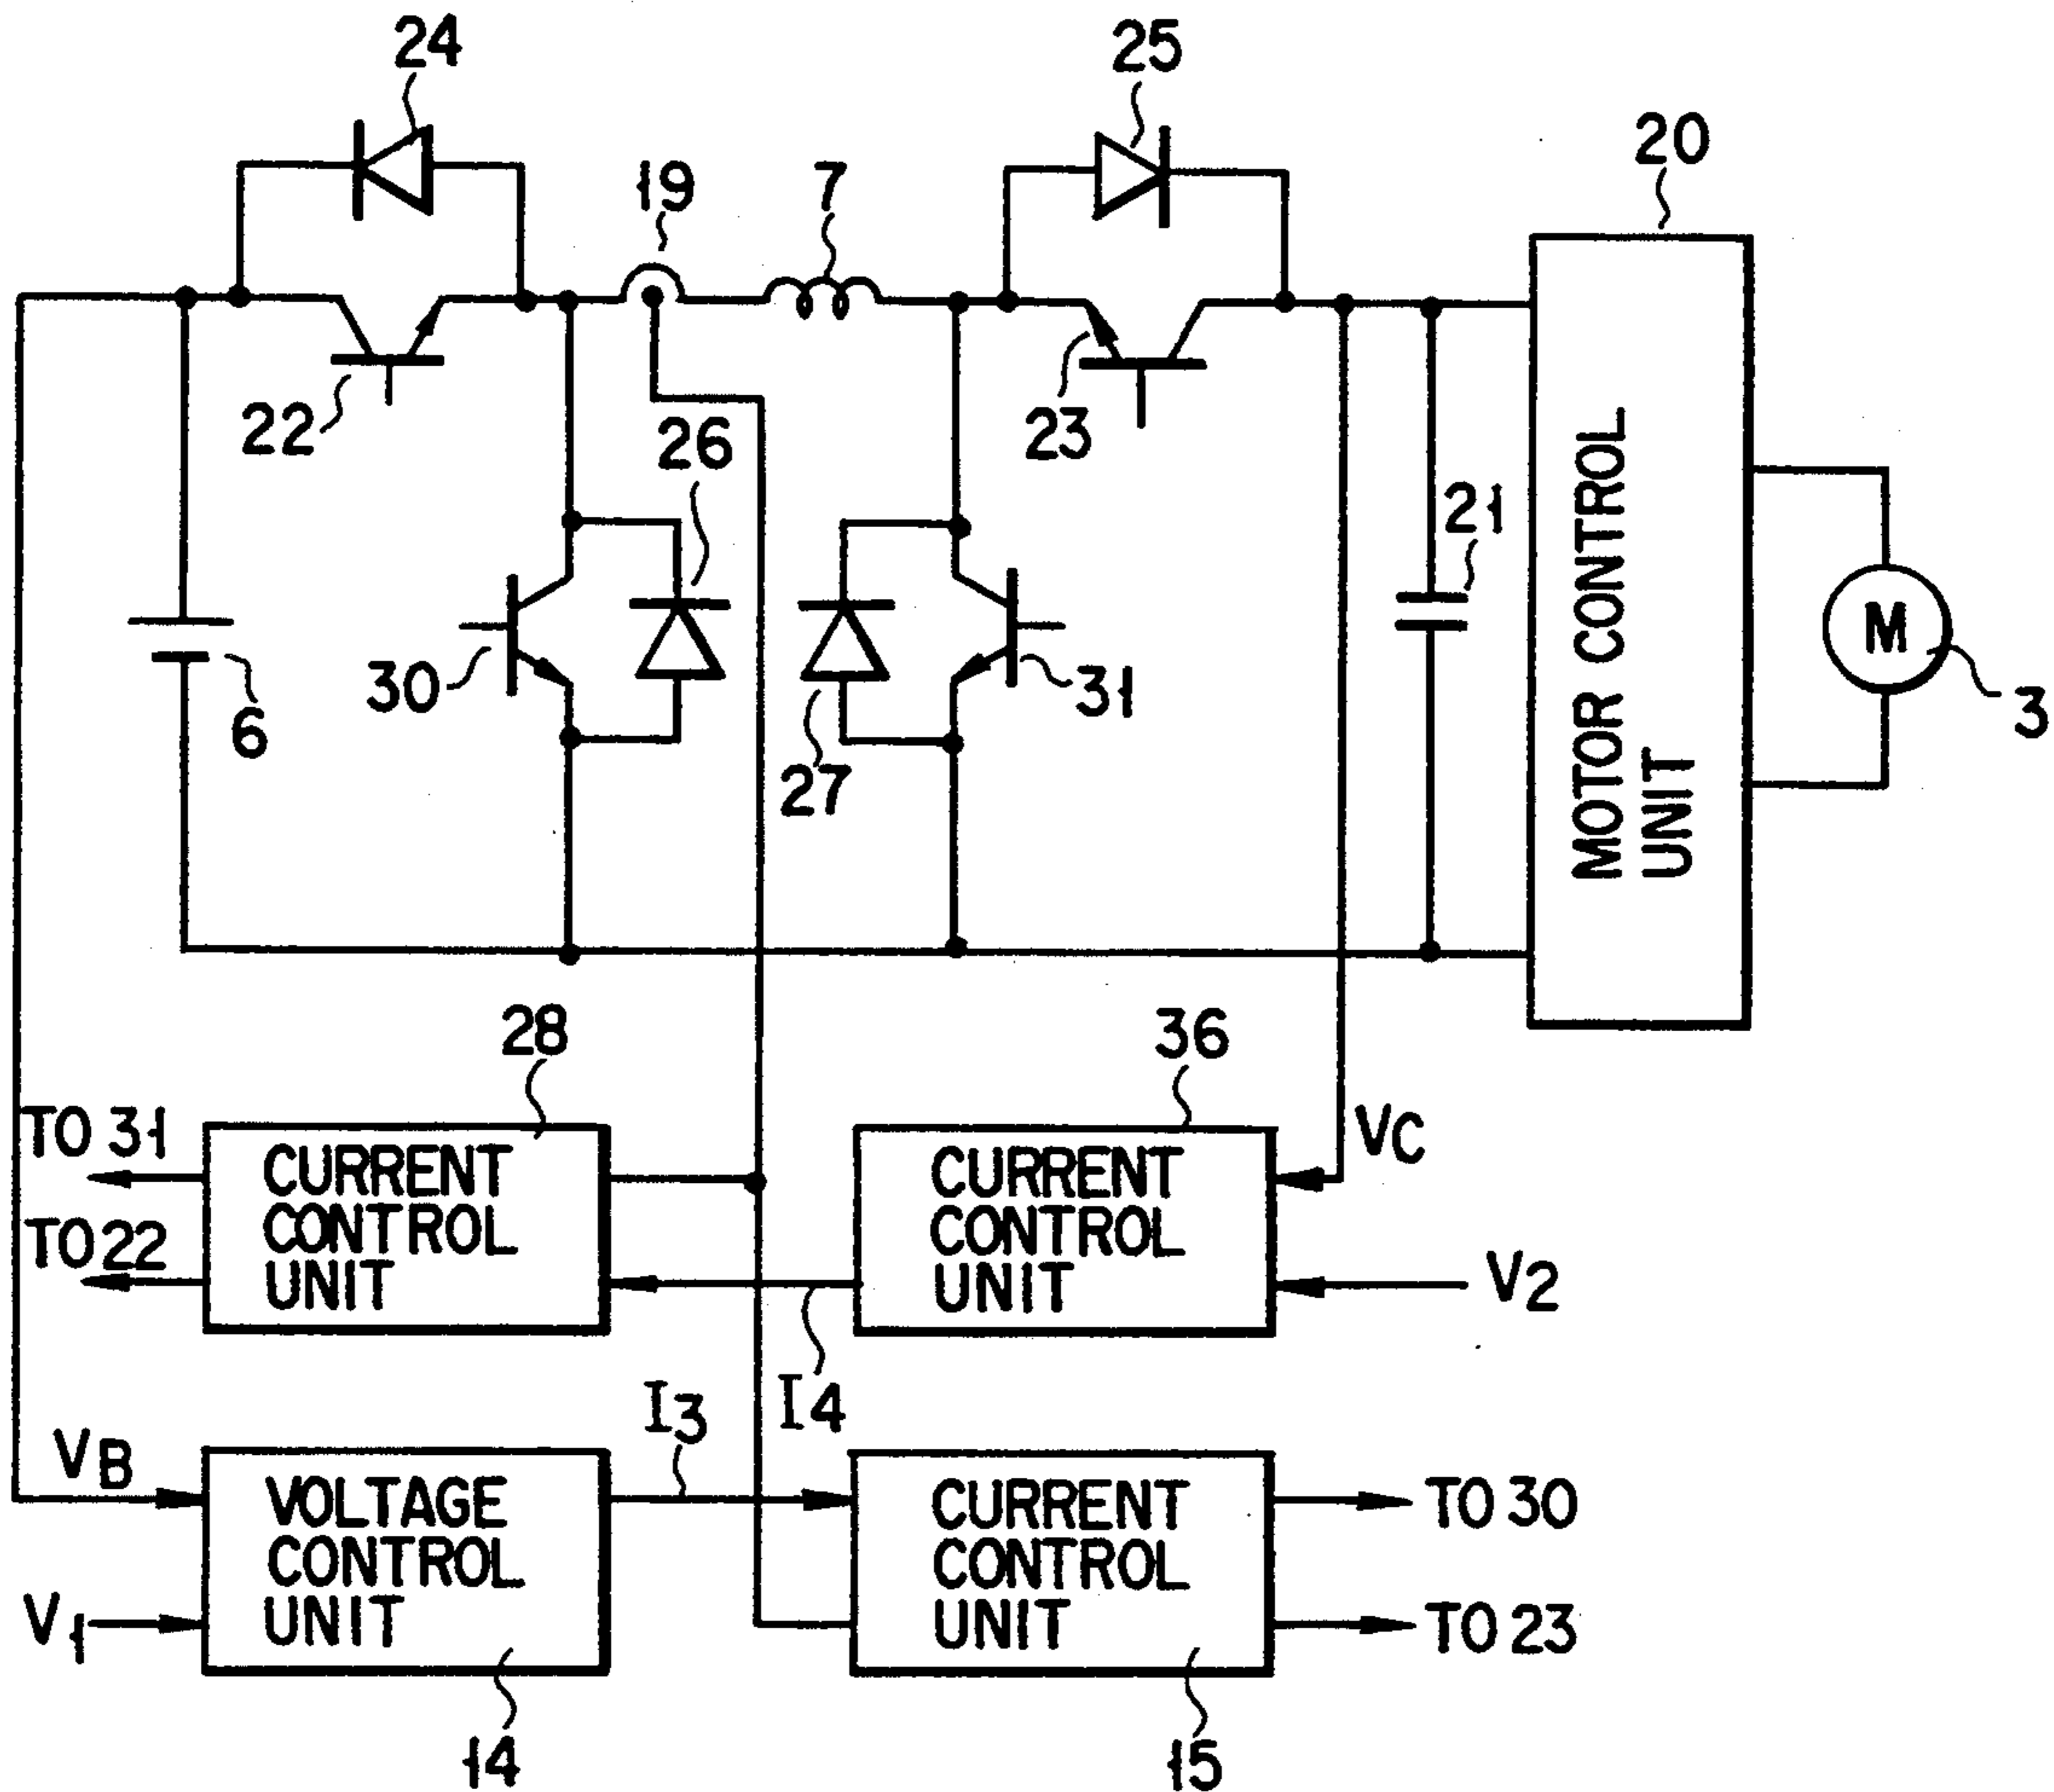 24
25
20
19
7
22
26
23
21
MOTOR CONTROL
UNIT
M
30
31
3
6
27
28
36
TO 31
CURRENT
CONTROL
UNIT
TO 22
CURRENT
CONTROL
UNIT
VC
V2
I3
I4
VB
VOLTAGE
CONTROL
UNIT
V1
CURRENT
CONTROL
UNIT
TO 30
TO 23
14
15